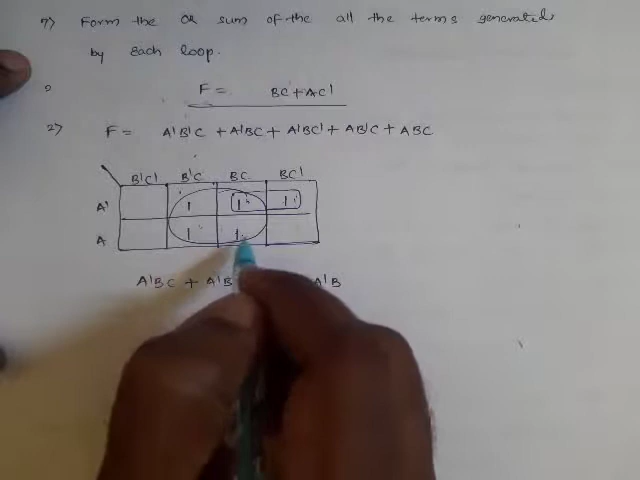 7) Form the OR sum of the all the terms generated
by each loop.
F = BC + AC'
2) F = A'B'C + A'BC + A'BC' + AB'C + ABC
B'C' B'C BC BC'
A' 1 1 1
A 1 1
A'BC + A'B A'B